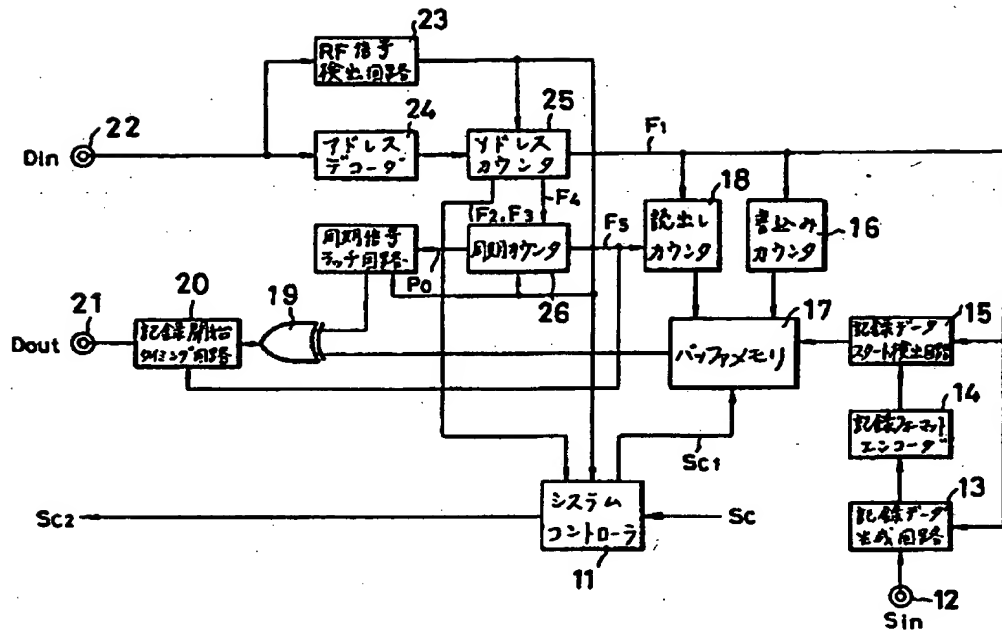 23
RF信号
検出回路
22
Din
24
アドレス
デコーダ
25
アドレス
カウンタ
F1
F2,F3
F4
18
読出し
カウンタ
書込み
カウンタ
16
同期信号
ラッチ回路
P0
同期カウンタ
F5
26
21
Dout
20
記録開始
タイミング回路
19
17
バッファメモリ
15
記録データ
スタート検出回路
14
記録フォーマット
エンコーダ
Sc1
13
記録データ
生成回路
Sc2
システム
コントローラ
Sc
11
12
Sin